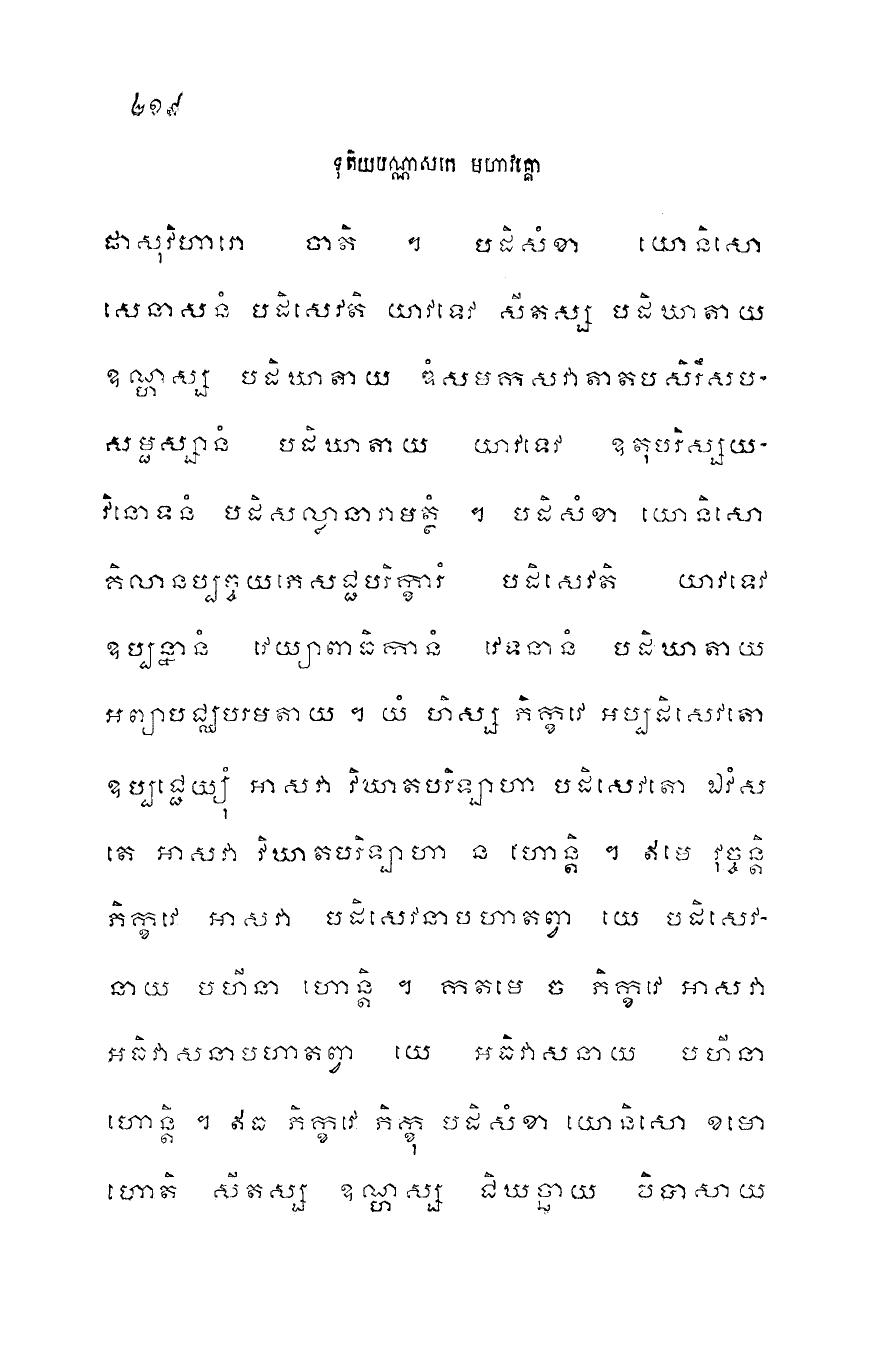 ២១៩
ទុតិយបណ្ណាសកេ មហាវគ្គោ
ផាសុវិហារោ ចាតិ ។ បដិសំខា យោនិសោ
សេនាសនំ បដិសេវតិ យាវទេវ សីតស្ស បដិឃាតាយ
ឧណ្ហស្ស បដិឃាតាយ ឌំសមកសវាតាតបសិរឹសប-
សម្ផស្សានំ បដិឃាតាយ យាវទេវ ឧតុបរិស្សយ-
វិនោទនំ បដិសល្លានារាមត្ថំ ។ បដិសំខា យោនិសោ
គិលានប្បច្ចយភេសជ្ជបរិក្ខារំ បដិសេវតិ យាវទេវ
ឧប្បន្នានំ វេយ្យាពាធិកានំ វេទនានំ បដិឃាតាយ
អព្យាបជ្ឈបរមតាយ ។ យំ ហិស្ស ភិក្ខវេ អប្បដិសេវតោ
ឧប្បជ្ជេយ្យុំ អាសវា វិឃាតបរិឡាហា បដិសេវតោ ឯវំស
តេ អាសវា វិឃាតបរិឡាហា ន ហោន្តិ ។ ឥមេ វុច្ចន្តិ
ភិក្ខវេ អាសវា បដិសេវនាបហាតព្វា យេ បដិសេវ-
នាយ បហីនា ហោន្តិ ។ កតមេ ច ភិក្ខវេ អាសវា
អធិវាសនាបហាតព្វា យេ អធិវាសនាយ បហីនា
ហោន្តិ ។ ឥធ ភិក្ខវេ ភិក្ខុ បដិសំខា យោនិសោ ខមោ
ហោតិ សីតស្ស ឧណ្ហស្ស ជិឃច្ឆាយ បិបាសាយ